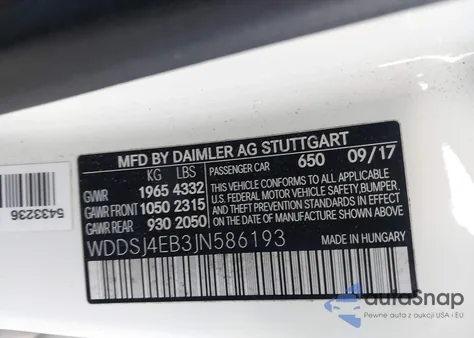 MFD BY DAIMLER AG STUTTGART
KG LBS PASSENGER CAR 650 09/17
GVWR 1965 4332 THIS VEHICLE CONFORMS TO ALL APPLICABLE U.S.
GAWR FRONT 1050 2315 FEDERAL MOTOR VEHICLE SAFETY, BUMPER,
GAWR REAR 930 2050 AND THEFT PREVENTION STANDARDS IN EFFECT
ON THE DATE OF MANUFACTURE SHOWN ABOVE.
WDDSJ4EB3JN586193 MADE IN HUNGARY
5433236
autoSnap
Pewne auta z aukcji USA i EU